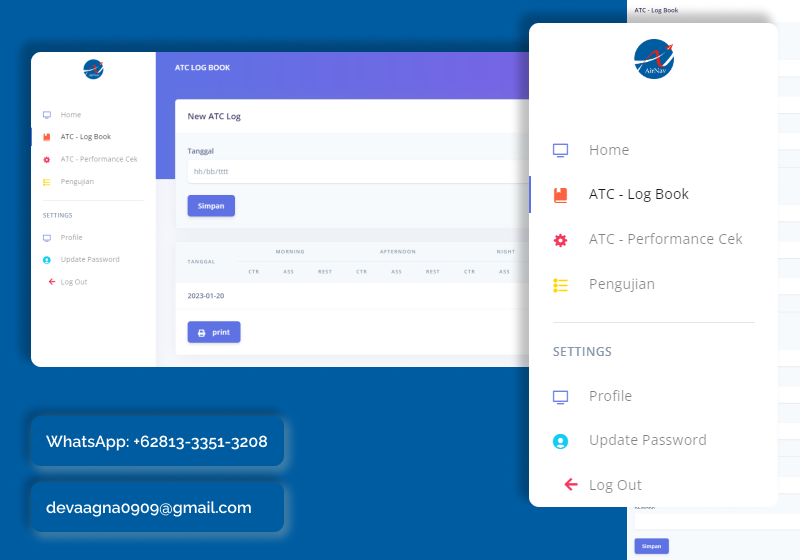 ATC - Log Book
AirNav
Home
ATC - Log Book
ATC - Performance Cek
Pengujian
SETTINGS
Profile
Update Password
Log Out
ATC LOG BOOK
New ATC Log
Tanggal
hh/bb/tttt
Simpan
TANGGAL
MORNING
AFTERNOON
NIGHT
CTR ASS REST CTR ASS REST CTR ASS
2023-01-20
print
AirNav
Home
ATC - Log Book
ATC - Performance Cek
Pengujian
SETTINGS
Profile
Update Password
Log Out
Simpan
WhatsApp: +62813-3351-3208
devaagna0909@gmail.com